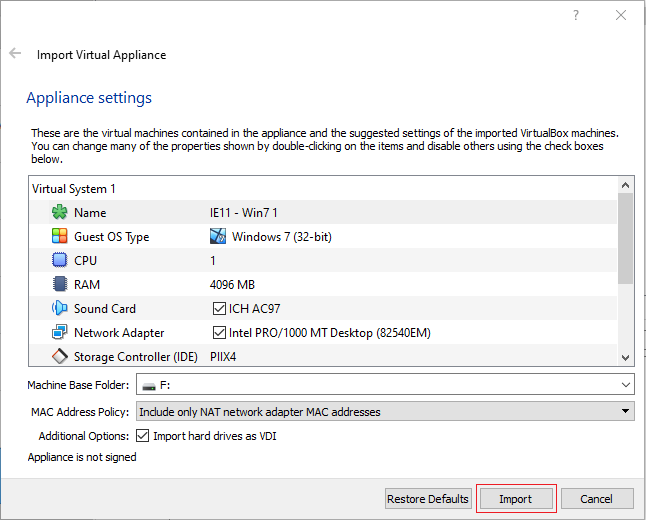 ?
Import Virtual Appliance
Appliance settings
These are the virtual machines contained in the appliance and the suggested settings of the imported VirtualBox machines.
You can change many of the properties shown by double-clicking on the items and disable others using the check boxes
below.
Virtual System 1
Name IE11 - Win7 1
Guest OS Type Windows 7 (32-bit)
CPU 1
RAM 4096 MB
Sound Card ICH AC97
Network Adapter Intel PRO/1000 MT Desktop (82540EM)
Storage Controller (IDE) PIIX4
Machine Base Folder: F:
MAC Address Policy: Include only NAT network adapter MAC addresses
Additional Options: Import hard drives as VDI
Appliance is not signed
Restore Defaults Import Cancel